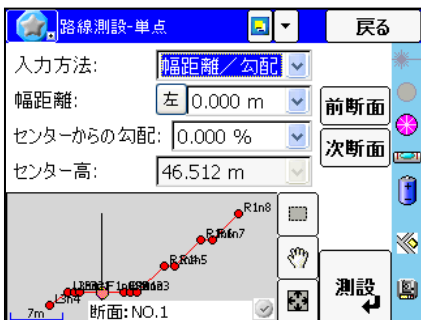 路線測設-単点
戻る
入力方法: 幅距離/勾配
幅距離: 左 0.000 m
前断面
センターからの勾配: 0.000 %
次断面
センター高: 46.512 m
R1n8
L3n4
7m
断面:NO.1
測設